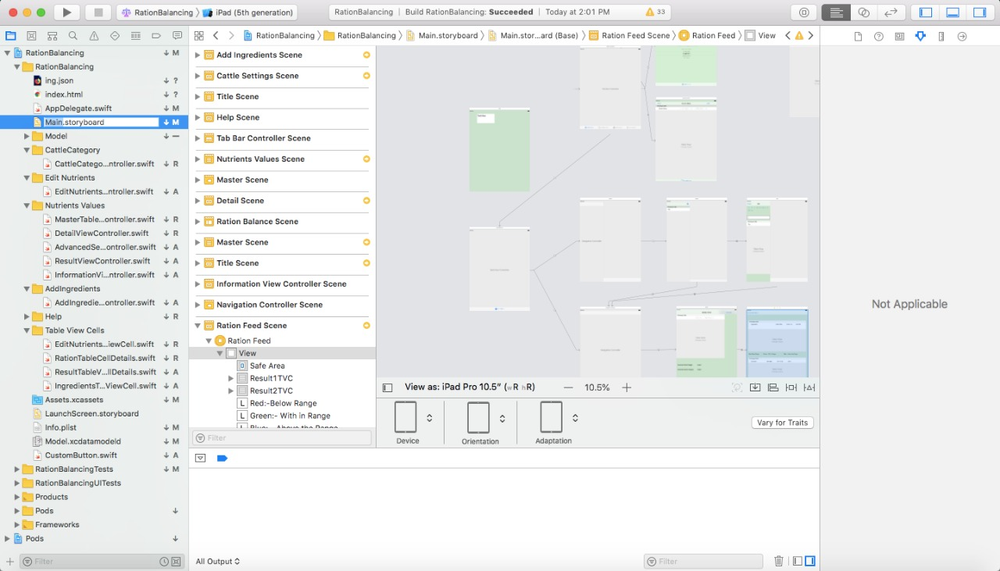 RationBalancing 〉 iPad (5th generation)
RationBalancing | Build RationBalancing: Succeeded | Today at 2:01 PM 33
RationBalancing 〉 RationBalancing 〉 Main.storyboard 〉 Main.stor...ard (Base) 〉 Ration Feed Scene 〉 Ration Feed 〉 View
RationBalancing M
RationBalancing
ing.json ?
index.html ?
AppDelegate.swift M
Main.storyboard M
Model —
CattleCategory
CattleCatego...ntroller.swift R
Edit Nutrients
EditNutrients...ntroller.swift A
Nutrients Values
MasterTable...ontroller.swift R
DetailViewController.swift R
AdvancedSe...ontroller.swift A
ResultViewController.swift A
InformationVi...ntroller.swift A
AddIngredients
AddIngredie...ontroller.swift A
Help R
Table View Cells
EditNutrients...iewCell.swift R
RationTableCellDetails.swift R
ResultTableV...llDetails.swift A
IngredientsT...ViewCell.swift A
Assets.xcassets M
LaunchScreen.storyboard
Info.plist M
Model.xcdatamodeld M
CustomButton.swift A
RationBalancingTests M
RationBalancingUITests
Products
Pods
Frameworks
Pods
Filter
Add Ingredients Scene
Cattle Settings Scene
Title Scene
Help Scene
Tab Bar Controller Scene
Nutrients Values Scene
Master Scene
Detail Scene
Ration Balance Scene
Master Scene
Title Scene
Information View Controller Scene
Navigation Controller Scene
Ration Feed Scene
Ration Feed
View
Safe Area
Result1TVC
Result2TVC
L Red:-Below Range
L Green:- With in Range
Filter
View as: iPad Pro 10.5” (wR hR) — 10.5% +
Device
Orientation
Adaptation
Vary for Traits
All Output
Filter
Not Applicable